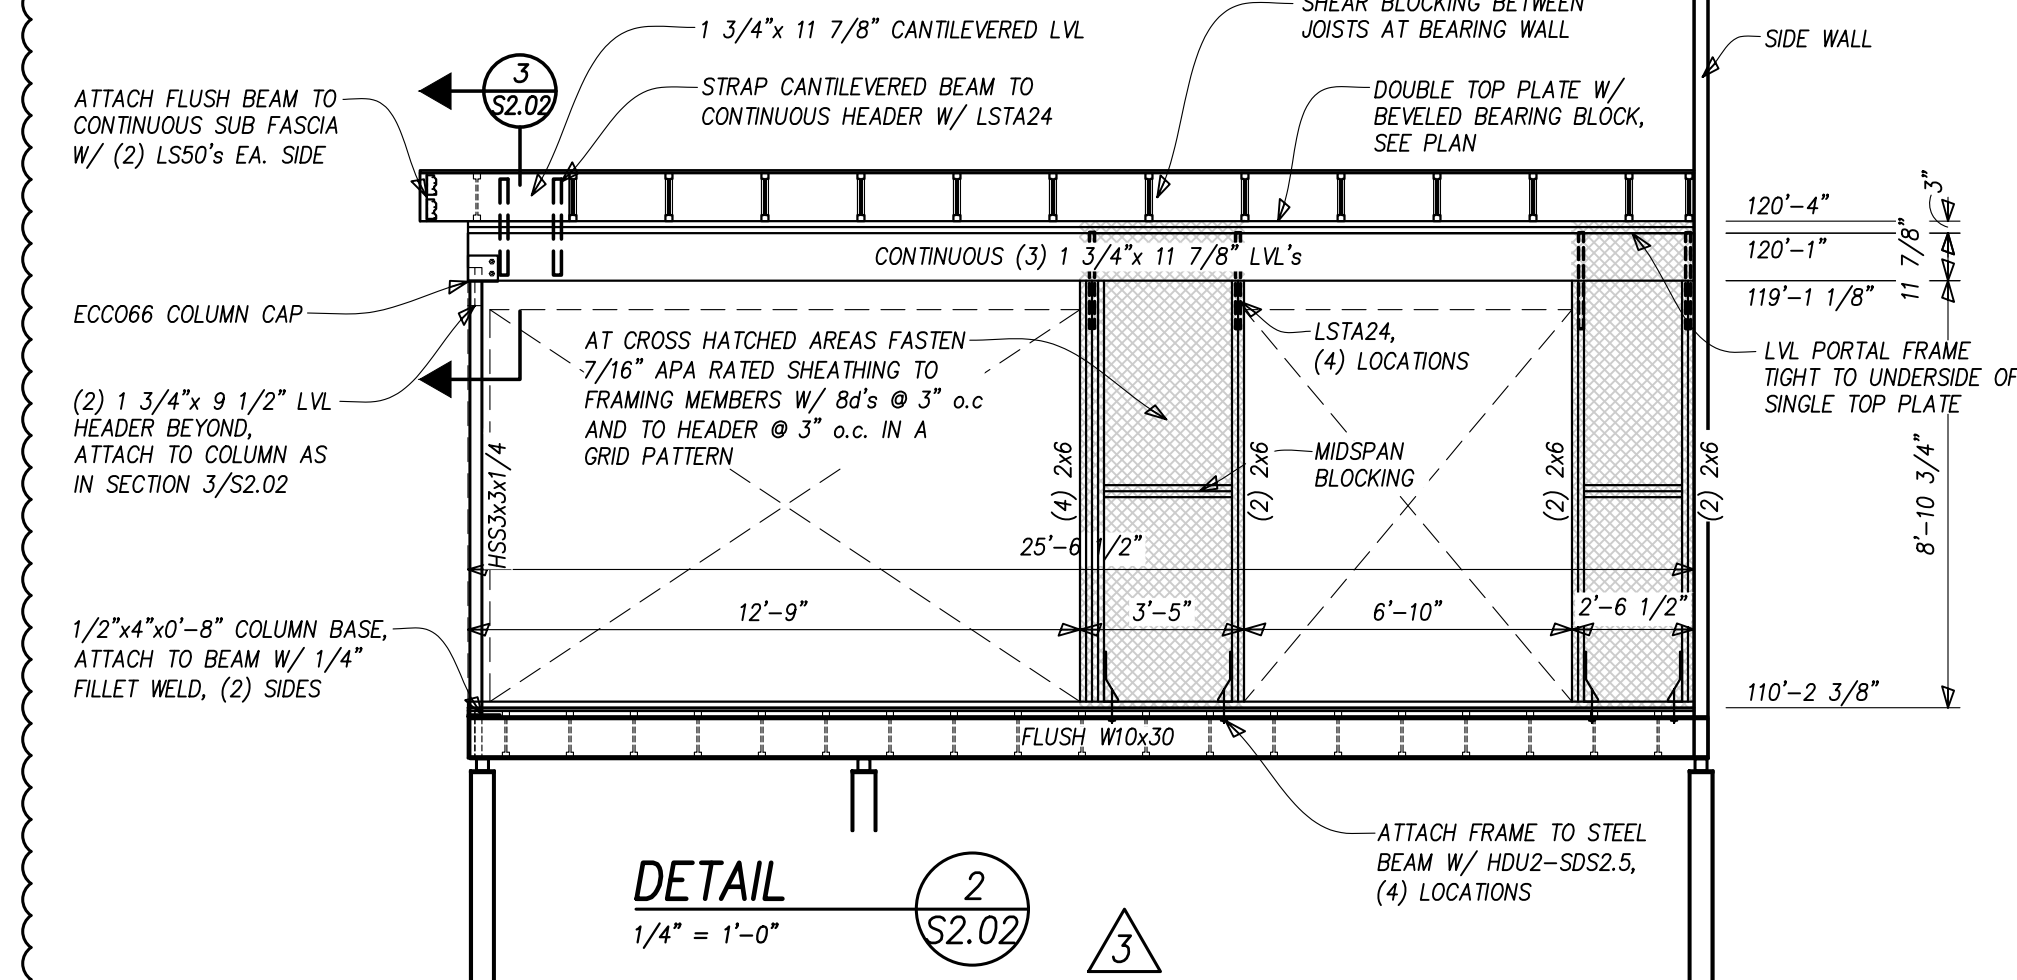 1 3/4"x 11 7/8" CANTILEVERED LVL
SHEAR BLOCKING BETWEEN
JOISTS AT BEARING WALL
SIDE WALL
3
S2.02
STRAP CANTILEVERED BEAM TO
CONTINUOUS HEADER W/ LSTA24
DOUBLE TOP PLATE W/
BEVELED BEARING BLOCK,
SEE PLAN
ATTACH FLUSH BEAM TO
CONTINUOUS SUB FASCIA
W/ (2) LS50's EA. SIDE
120'-4"
3"
120'-1"
11 7/8"
119'-1 1/8"
CONTINUOUS (3) 1 3/4"x 11 7/8" LVL's
ECCO66 COLUMN CAP
AT CROSS HATCHED AREAS FASTEN
7/16" APA RATED SHEATHING TO
FRAMING MEMBERS W/ 8d's @ 3" o.c
AND TO HEADER @ 3" o.c. IN A
GRID PATTERN
LSTA24,
(4) LOCATIONS
LVL PORTAL FRAME
TIGHT TO UNDERSIDE OF
SINGLE TOP PLATE
(2) 1 3/4"x 9 1/2" LVL
HEADER BEYOND,
ATTACH TO COLUMN AS
IN SECTION 3/S2.02
HSS3x3x1/4
(4) 2x6
(2) 2x6
MIDSPAN
BLOCKING
(2) 2x6
(2) 2x6
8'-10 3/4"
25'-6 1/2"
12'-9"
3'-5"
6'-10"
2'-6 1/2"
1/2"x4"x0'-8" COLUMN BASE,
ATTACH TO BEAM W/ 1/4"
FILLET WELD, (2) SIDES
110'-2 3/8"
FLUSH W10x30
ATTACH FRAME TO STEEL
BEAM W/ HDU2-SDS2.5,
(4) LOCATIONS
DETAIL
1/4" = 1'-0"
2
S2.02
3